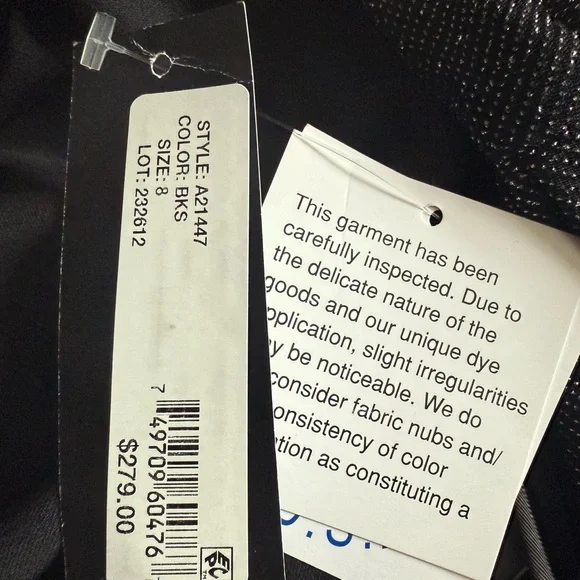 STYLE: A21447
COLOR: BKS
SIZE: 8
LOT: 232612
7 49709 60476
$279.00
This garment has been
carefully inspected. Due to
the delicate nature of the
goods and our unique dye
application, slight irregularities
may be noticeable. We do
consider fabric nubs and/
consistency of color
as constituting a